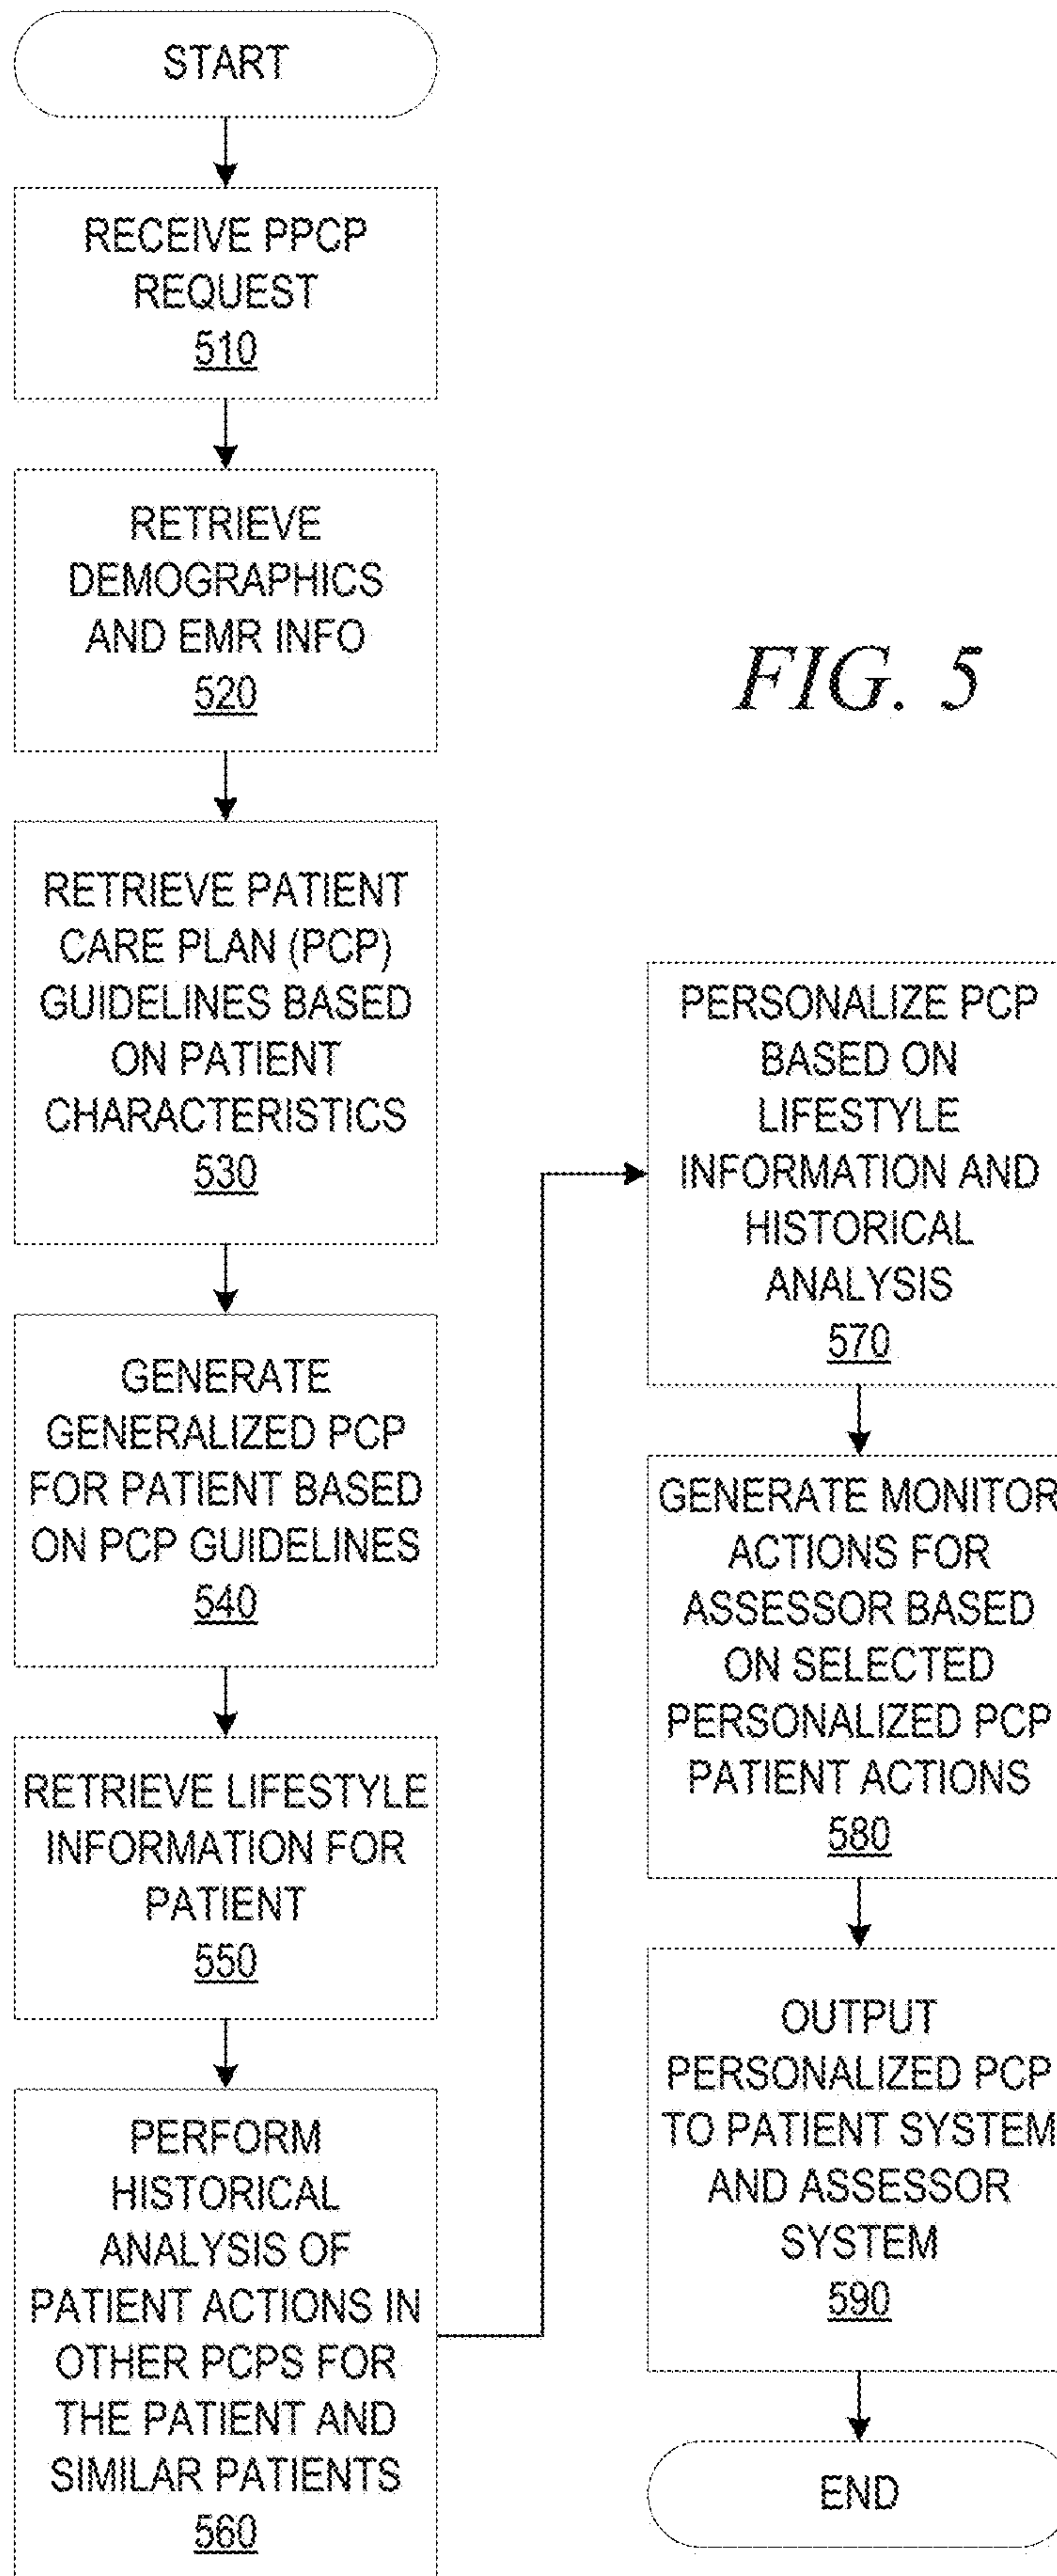 START
RECEIVE PPCP
REQUEST
510
RETRIEVE
DEMOGRAPHICS
AND EMR INFO
520
RETRIEVE PATIENT
CARE PLAN (PCP)
GUIDELINES BASED
ON PATIENT
CHARACTERISTICS
530
GENERATE
GENERALIZED PCP
FOR PATIENT BASED
ON PCP GUIDELINES
540
RETRIEVE LIFESTYLE
INFORMATION FOR
PATIENT
550
PERFORM
HISTORICAL
ANALYSIS OF
PATIENT ACTIONS IN
OTHER PCPS FOR
THE PATIENT AND
SIMILAR PATIENTS
560
FIG. 5
PERSONALIZE PCP
BASED ON
LIFESTYLE
INFORMATION AND
HISTORICAL
ANALYSIS
570
GENERATE MONITOR
ACTIONS FOR
ASSESSOR BASED
ON SELECTED
PERSONALIZED PCP
PATIENT ACTIONS
580
OUTPUT
PERSONALIZED PCP
TO PATIENT SYSTEM
AND ASSESSOR
SYSTEM
590
END